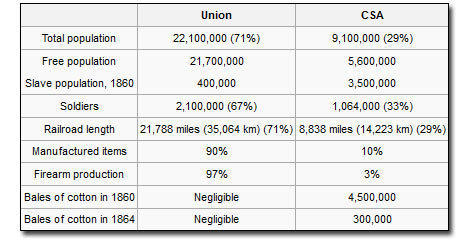 Union CSA
Total population 22,100,000 (71%) 9,100,000 (29%)
Free population 21,700,000 5,600,000
Slave population, 1860 400,000 3,500,000
Soldiers 2,100,000 (67%) 1,064,000 (33%)
Railroad length 21,788 miles (35,064 km) (71%) 8,838 miles (14,223 km) (29%)
Manufactured items 90% 10%
Firearm production 97% 3%
Bales of cotton in 1860 Negligible 4,500,000
Bales of cotton in 1864 Negligible 300,000